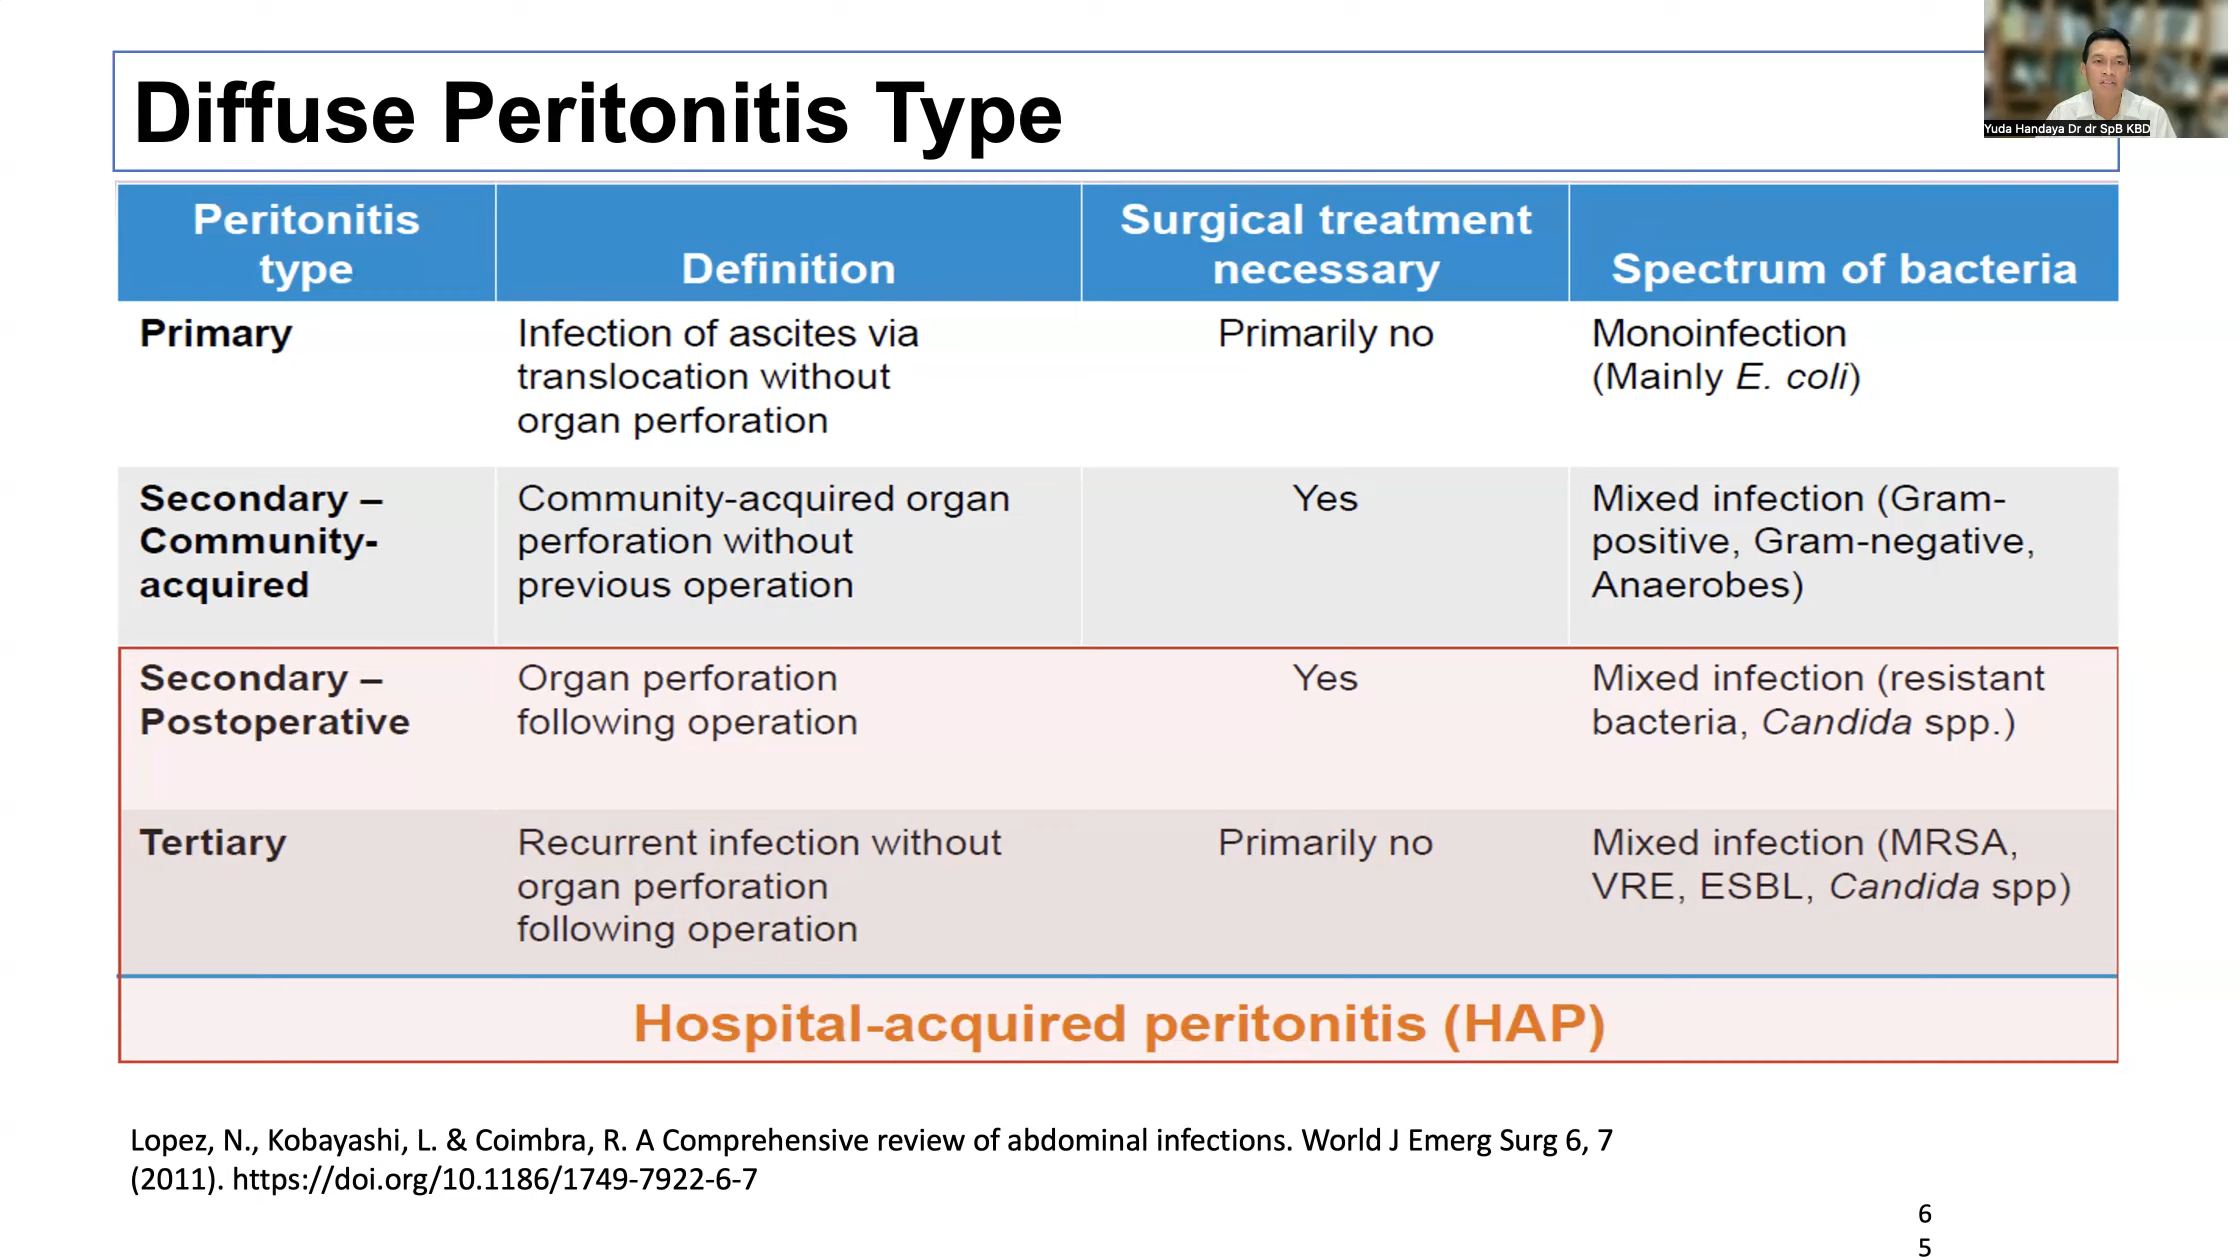 Yuda Handaya Dr dr SpB KBD
Diffuse Peritonitis Type
Peritonitis
type
Definition
Surgical treatment
necessary
Spectrum of bacteria
Primary
Infection of ascites via
translocation without
organ perforation
Primarily no
Monoinfection
(Mainly E. coli)
Secondary –
Community-
acquired
Community-acquired organ
perforation without
previous operation
Yes
Mixed infection (Gram-
positive, Gram-negative,
Anaerobes)
Secondary –
Postoperative
Organ perforation
following operation
Yes
Mixed infection (resistant
bacteria, Candida spp.)
Tertiary
Recurrent infection without
organ perforation
following operation
Primarily no
Mixed infection (MRSA,
VRE, ESBL, Candida spp)
Hospital-acquired peritonitis (HAP)
Lopez, N., Kobayashi, L. & Coimbra, R. A Comprehensive review of abdominal infections. World J Emerg Surg 6, 7
(2011). https://doi.org/10.1186/1749-7922-6-7
6
5